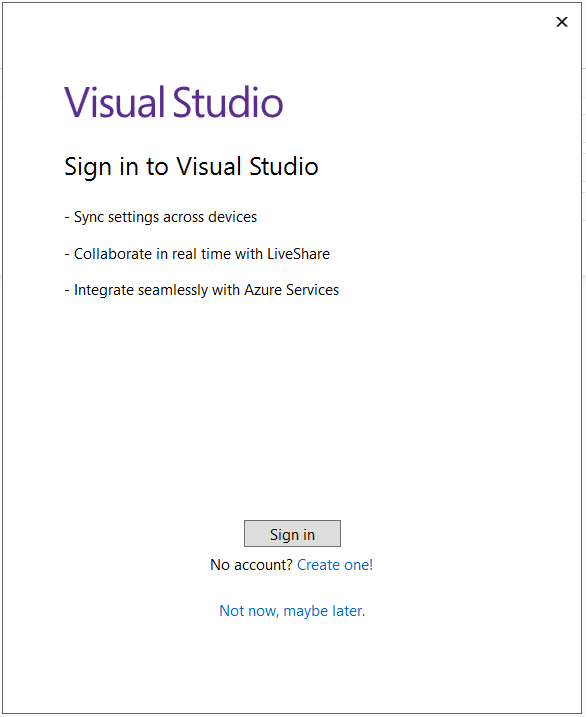 Visual Studio
Sign in to Visual Studio
- Sync settings across devices
- Collaborate in real time with LiveShare
- Integrate seamlessly with Azure Services
Sign in
No account? Create one!
Not now, maybe later.